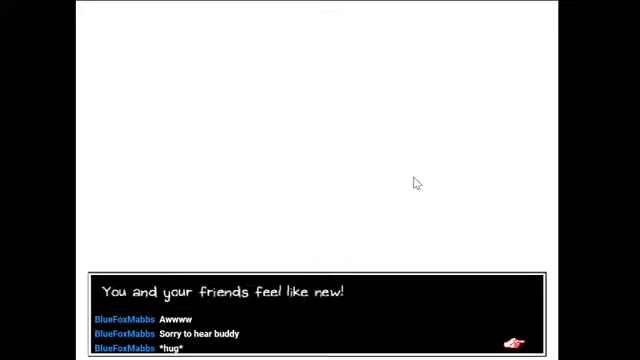 You and your friends feel like new!
BlueFoxMabbs Awwww
BlueFoxMabbs Sorry to hear buddy
BlueFoxMabbs *hug*